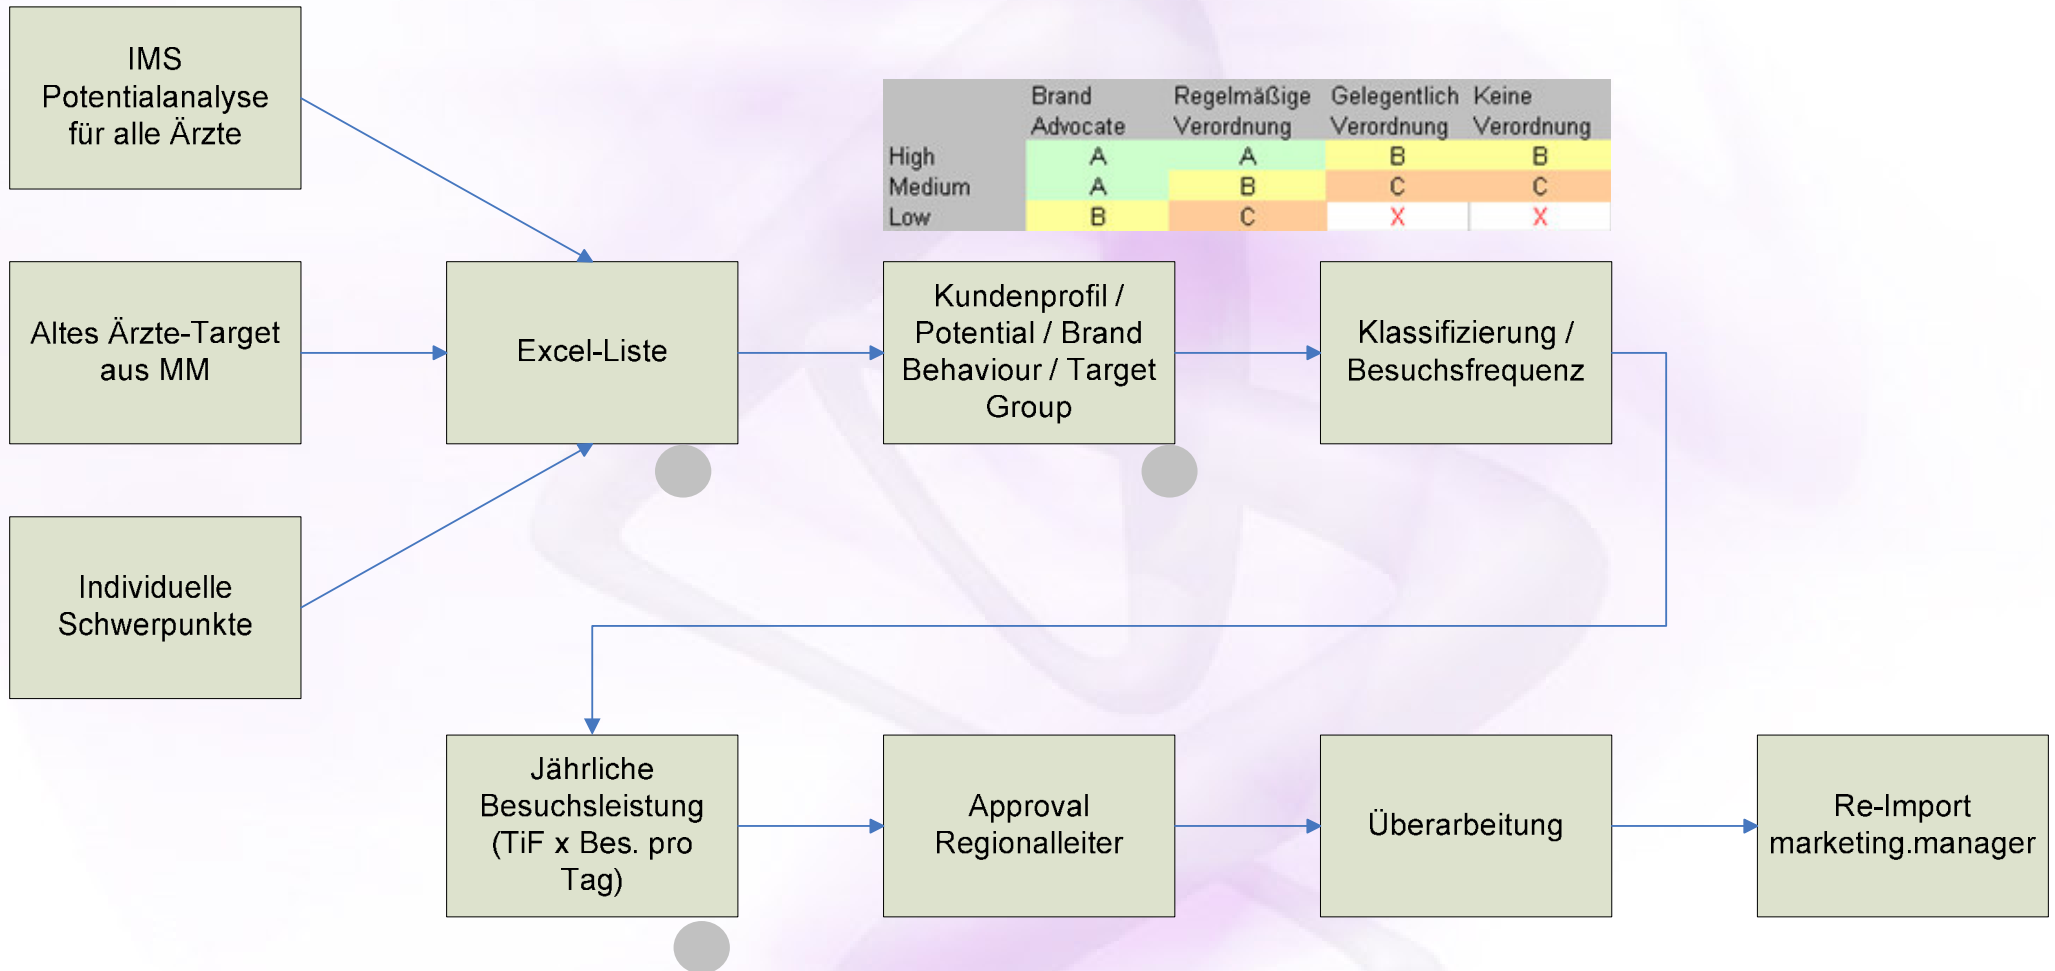 IMS
Potentialanalyse
für alle Ärzte
Brand Regelmäßige Gelegentlich Keine
Advocate Verordnung Verordnung Verordnung
High A A B B
Medium A B C C
Low B C X X
Altes Ärzte-Target
aus MM
Excel-Liste
Kundenprofil /
Potential / Brand
Behaviour / Target
Group
Klassifizierung /
Besuchsfrequenz
Individuelle
Schwerpunkte
Jährliche
Besuchsleistung
(TiF x Bes. pro
Tag)
Approval
Regionalleiter
Überarbeitung
Re-Import
marketing.manager